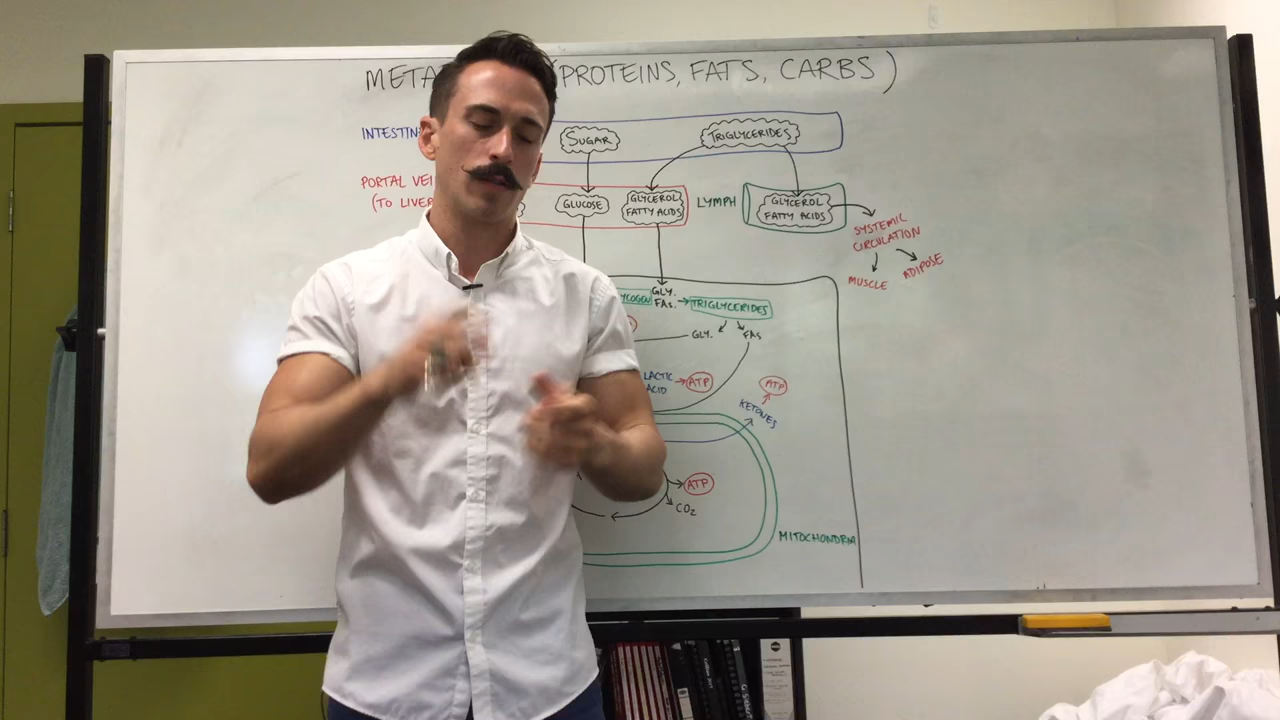 META (PROTEINS, FATS, CARBS)
INTESTIN
SUGAR
TRIGLYCERIDES
PORTAL VEI
(TO LIVER
GLUCOSE
GLYCEROL
FATTY ACIDS
LYMPH
GLYCEROL
FATTY ACIDS
SYSTEMIC
CIRCULATION
MUSCLE
ADIPOSE
YCOGEN
GLY.
FAs.
TRIGLYCERIDES
GLY.
FAs
LACTIC
ACID
ATP
ATP
KETONES
ATP
CO2
MITOCHONDRIA